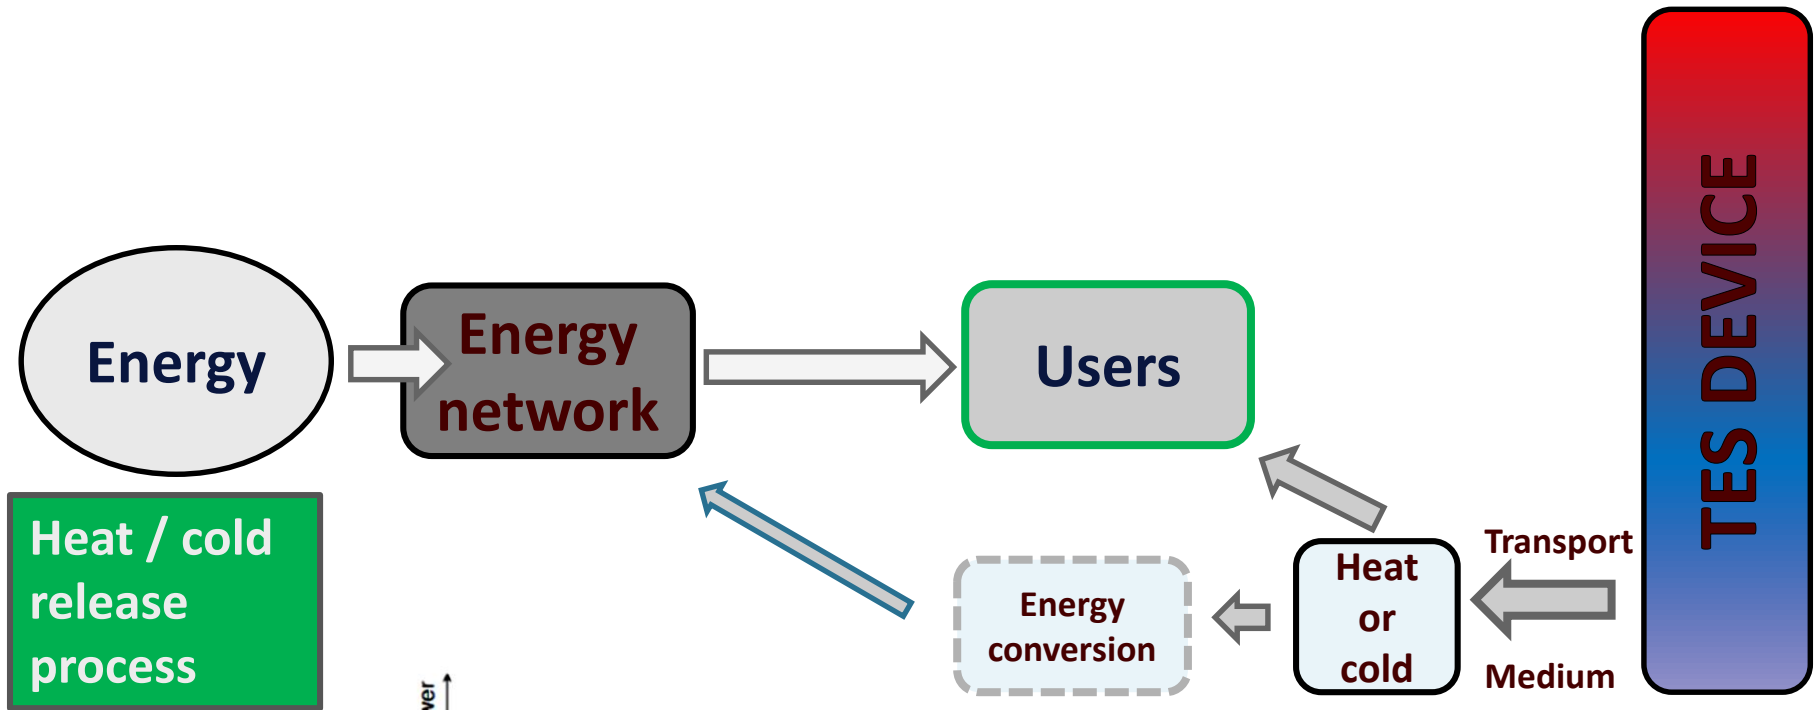 Energy
Energy
network
Users
TES DEVICE
Heat / cold
release
process
Energy
conversion
Heat
or
cold
Transport
Medium